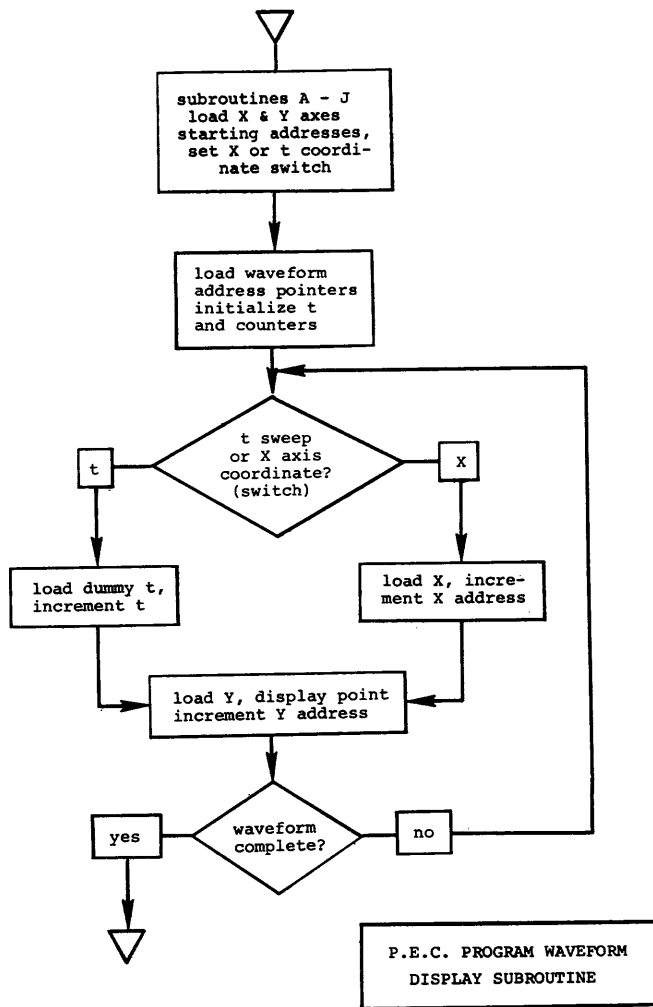 subroutines A - J
load X & Y axes
starting addresses,
set X or t coordi-
nate switch
load waveform
address pointers
initialize t
and counters
t sweep
or X axis
coordinate?
(switch)
t
X
load dummy t,
increment t
load X, incre-
ment X address
load Y, display point
increment Y address
waveform
complete?
yes
no
P.E.C. PROGRAM WAVEFORM
DISPLAY SUBROUTINE